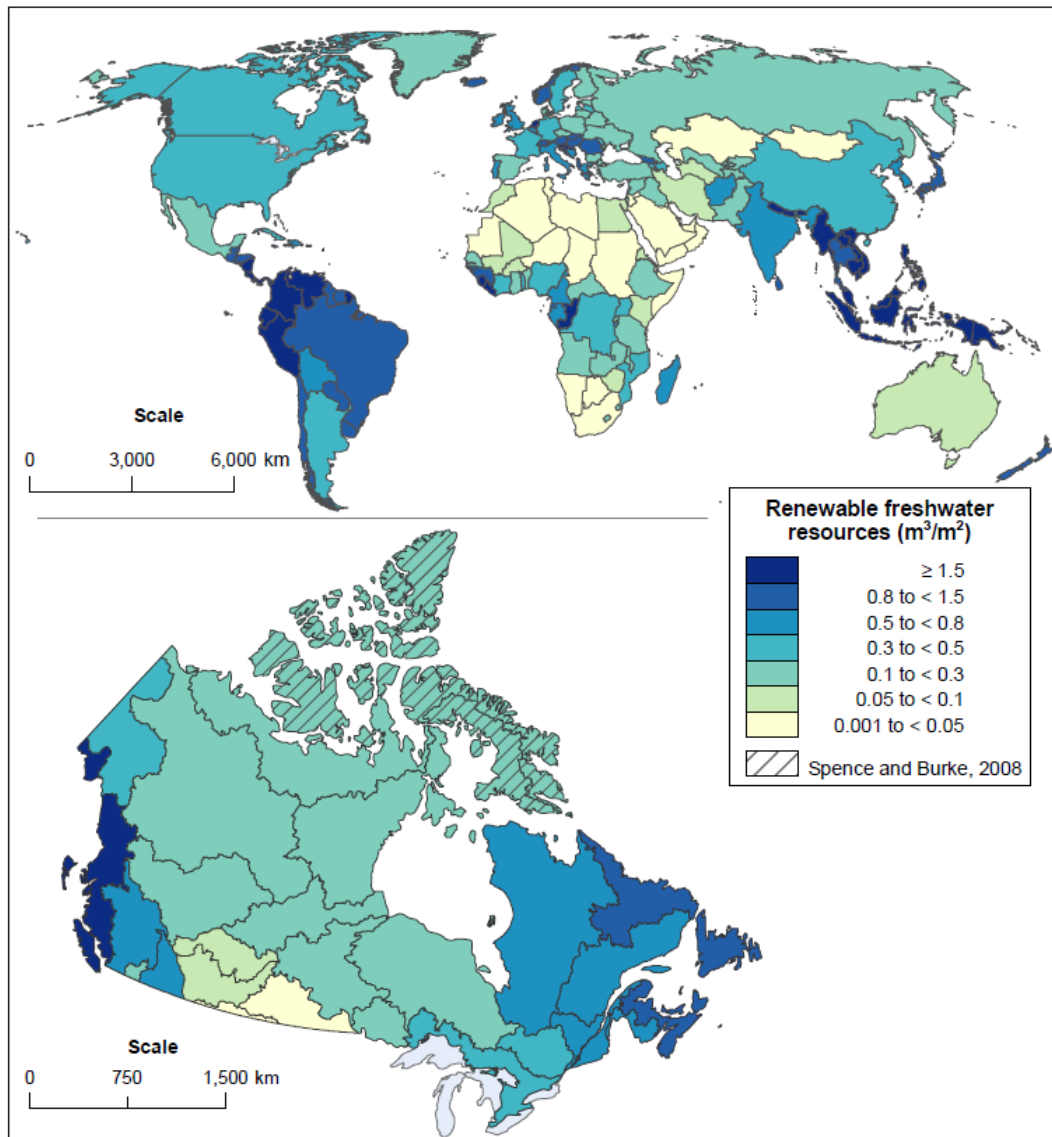 Scale
0 3,000 6,000 km
Renewable freshwater
resources (m³/m²)
≥ 1.5
0.8 to < 1.5
0.5 to < 0.8
0.3 to < 0.5
0.1 to < 0.3
0.05 to < 0.1
0.001 to < 0.05
Spence and Burke, 2008
Scale
0 750 1,500 km